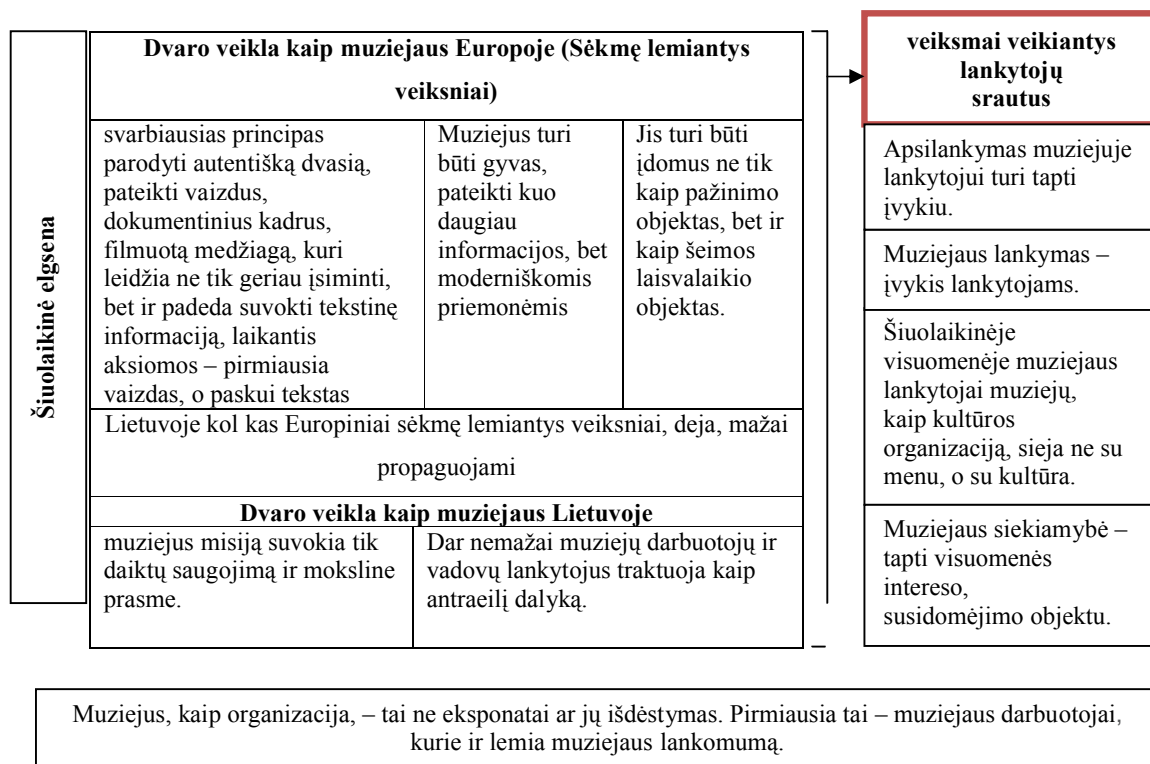 Šiuolaikinė elgsena
Dvaro veikla kaip muziejaus Europoje (Sėkmę lemiantys
veiksniai)
svarbiausias principas
parodyti autentišką dvasią,
pateikti vaizdus,
dokumentinius kadrus,
filmuotą medžiagą, kuri
leidžia ne tik geriau įsiminti,
bet ir padeda suvokti tekstinę
informaciją, laikantis
aksiomos – pirmiausia
vaizdas, o paskui tekstas
Muziejus turi
būti gyvas,
pateikti kuo
daugiau
informacijos, bet
moderniškomis
priemonėmis
Jis turi būti
įdomus ne tik
kaip pažinimo
objektas, bet ir
kaip šeimos
laisvalaikio
objektas.
Lietuvoje kol kas Europiniai sėkmę lemiantys veiksniai, deja, mažai
propaguojami
Dvaro veikla kaip muziejaus Lietuvoje
muziejus misiją suvokia tik
daiktų saugojimą ir moksline
prasme.
Dar nemažai muziejų darbuotojų ir
vadovų lankytojus traktuoja kaip
antraeilį dalyką.
veiksmai veikiantys
lankytojų
srautus
Apsilankymas muziejuje
lankytojui turi tapti
įvykiu.
Muziejaus lankymas –
įvykis lankytojams.
Šiuolaikinėje
visuomenėje muziejaus
lankytojai muziejų,
kaip kultūros
organizaciją, sieja ne su
menu, o su kultūra.
Muziejaus siekiamybė –
tapti visuomenės
intereso,
susidomėjimo objektu.
Muziejus, kaip organizacija, – tai ne eksponatai ar jų išdėstymas. Pirmiausia tai – muziejaus darbuotojai,
kurie ir lemia muziejaus lankomumą.